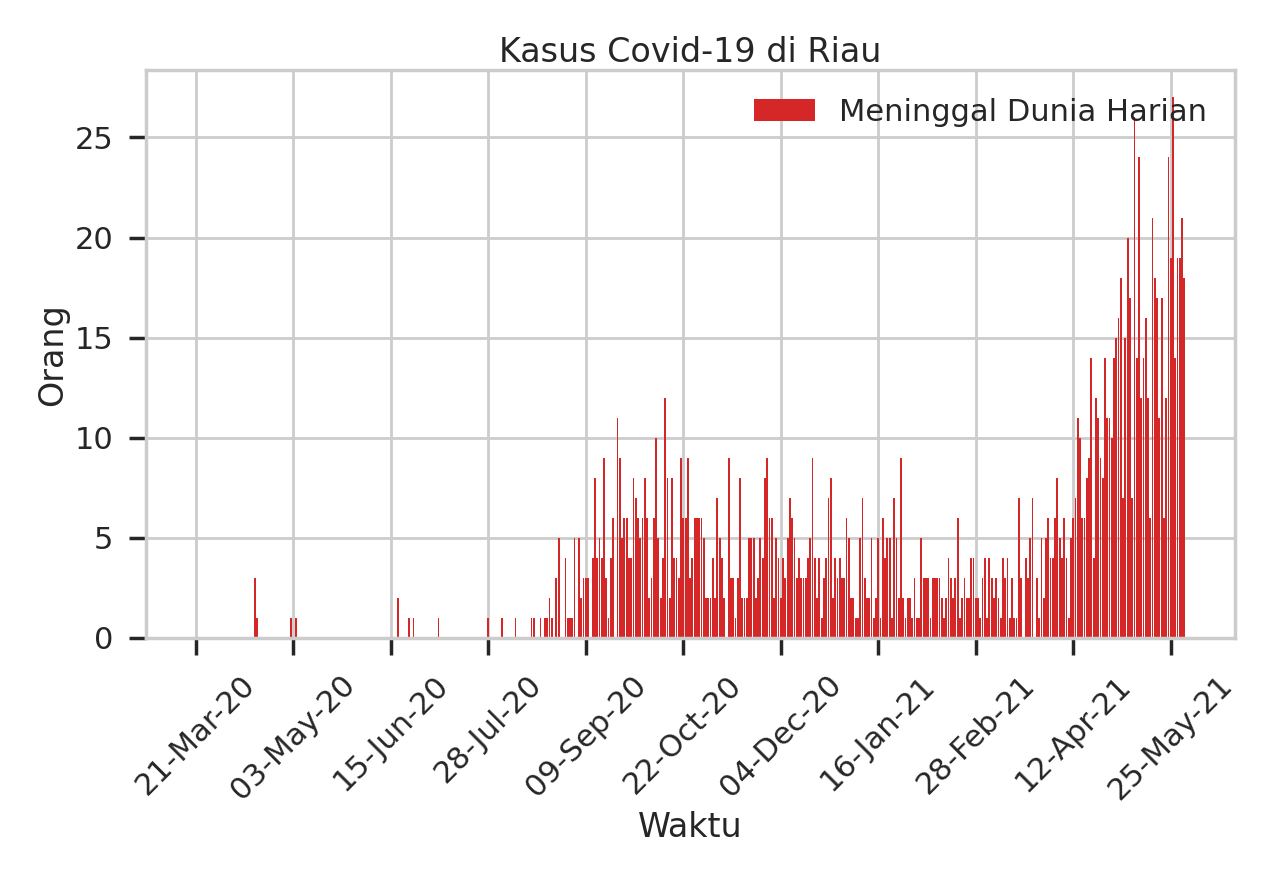 Kasus Covid-19 di Riau
Meninggal Dunia Harian
25
20
15
10
5
0
Orang
21-Mar-20
03-May-20
15-Jun-20
28-Jul-20
09-Sep-20
22-Oct-20
04-Dec-20
16-Jan-21
28-Feb-21
12-Apr-21
25-May-21
Waktu